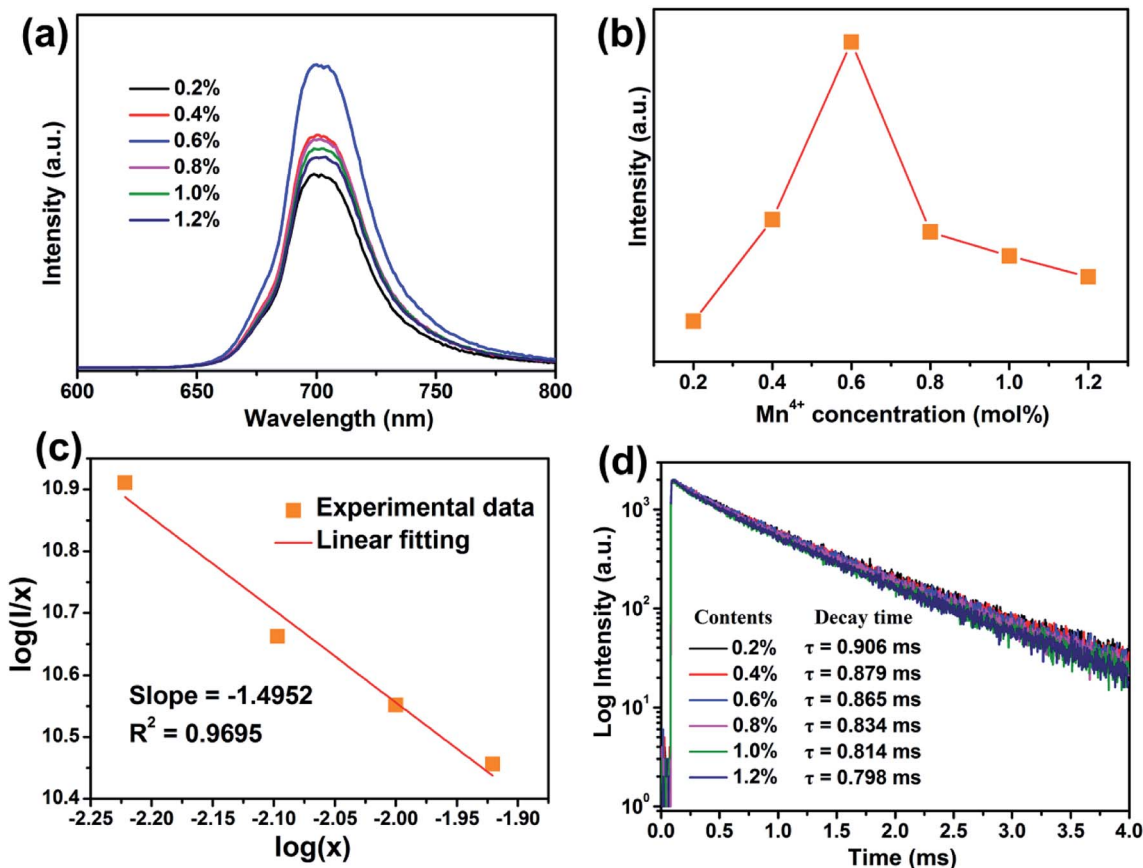 (a)
0.2%
0.4%
0.6%
0.8%
1.0%
1.2%
Intensity (a.u.)
600 650 700 750 800
Wavelength (nm)
(b)
Intensity (a.u.)
0.2 0.4 0.6 0.8 1.0 1.2
Mn⁴⁺ concentration (mol%)
(c)
10.9
10.8
10.7
10.6
10.5
10.4
log(I/x)
Experimental data
Linear fitting
Slope = -1.4952
R² = 0.9695
-2.25 -2.20 -2.15 -2.10 -2.05 -2.00 -1.95 -1.90
log(x)
(d)
10³
10²
10¹
10⁰
Log Intensity (a.u.)
Contents Decay time
0.2% τ = 0.906 ms
0.4% τ = 0.879 ms
0.6% τ = 0.865 ms
0.8% τ = 0.834 ms
1.0% τ = 0.814 ms
1.2% τ = 0.798 ms
0.0 0.5 1.0 1.5 2.0 2.5 3.0 3.5 4.0
Time (ms)